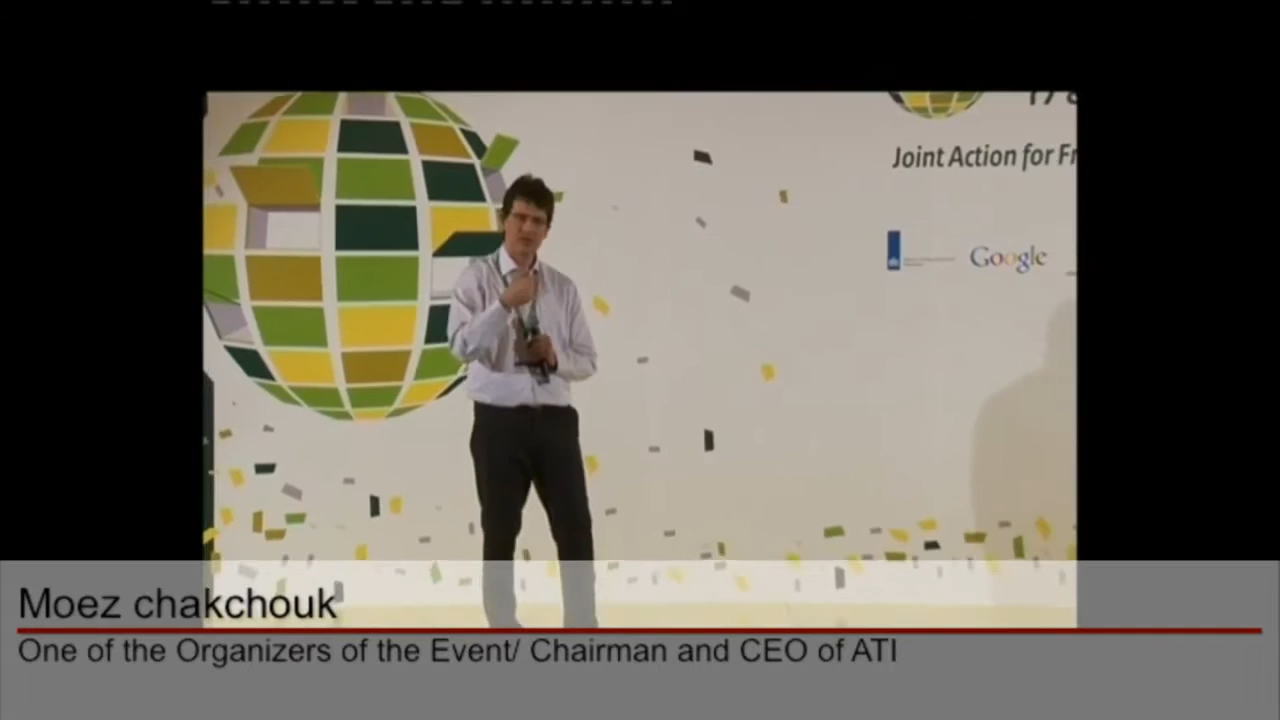 Joint Action for Fr
Google
Moez chakchouk
One of the Organizers of the Event/ Chairman and CEO of ATI